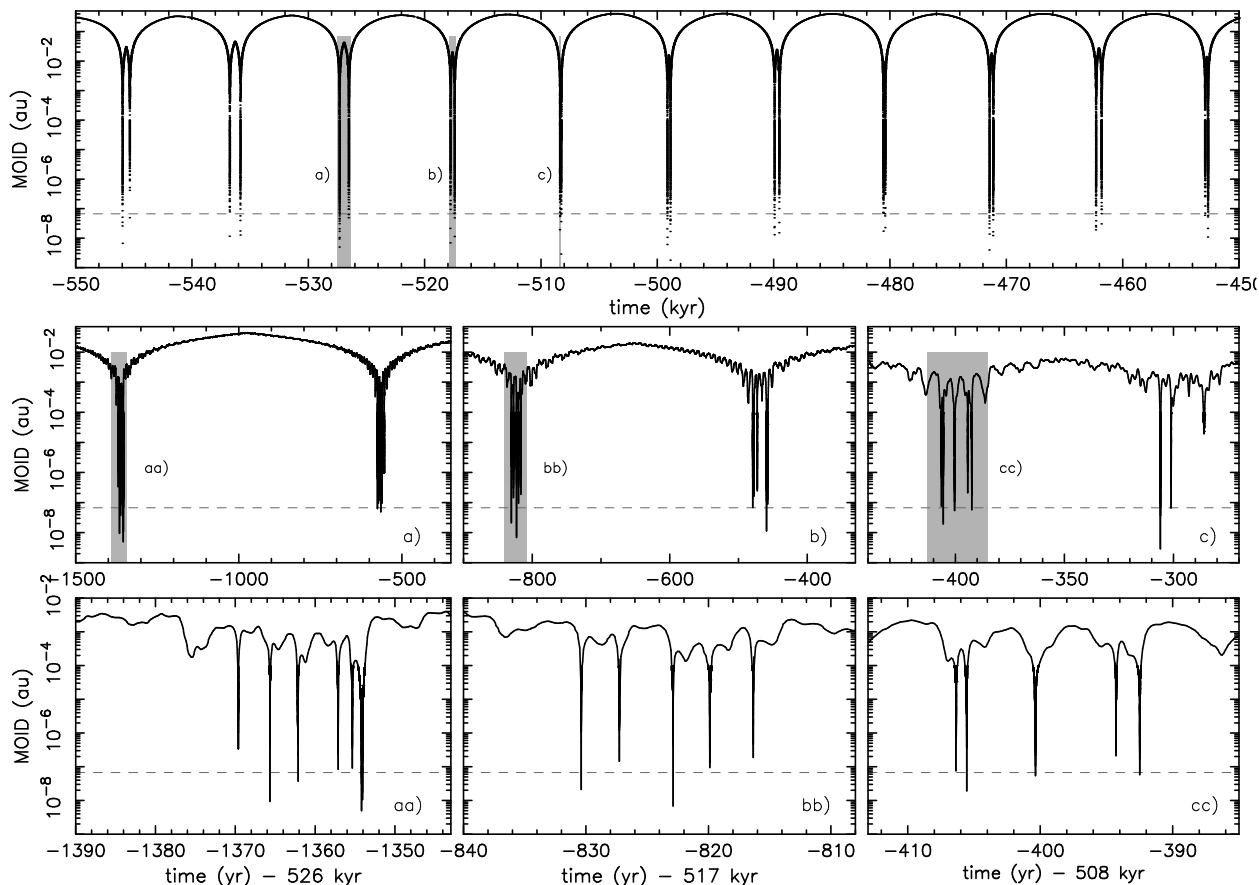 MOID (au)
10⁻²
10⁻⁴
10⁻⁶
10⁻⁸
a)
b)
c)
−550 −540 −530 −520 −510 −500 −490 −480 −470 −460 −450
time (kyr)
MOID (au)
10⁻²
10⁻⁴
10⁻⁶
10⁻⁸
aa)
a)
bb)
b)
cc)
c)
−1500 −1000 −500
−800 −600 −400
−400 −350 −300
MOID (au)
10⁻²
10⁻⁴
10⁻⁶
10⁻⁸
aa)
bb)
cc)
−1390 −1380 −1370 −1360 −1350
−840 −830 −820 −810
−410 −400 −390
time (yr) − 526 kyr
time (yr) − 517 kyr
time (yr) − 508 kyr